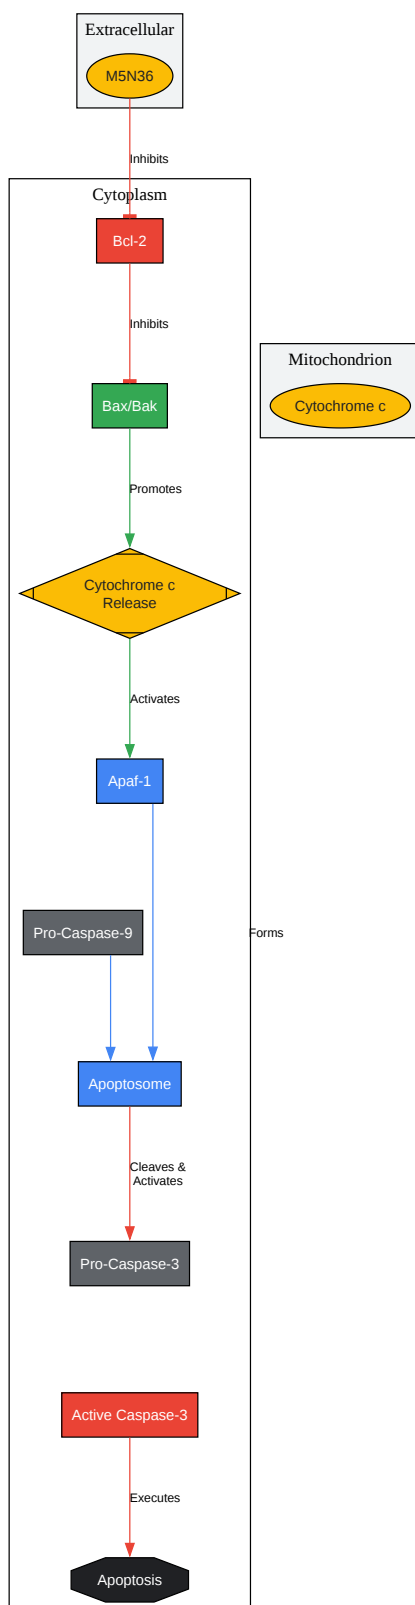 Extracellular
M5N36
Inhibits
Cytoplasm
Bcl-2
Inhibits
Mitochondrion
Bax/Bak
Cytochrome c
Promotes
Cytochrome c
Release
Activates
Apaf-1
Pro-Caspase-9
Forms
Apoptosome
Cleaves &
Activates
Pro-Caspase-3
Active Caspase-3
Executes
Apoptosis